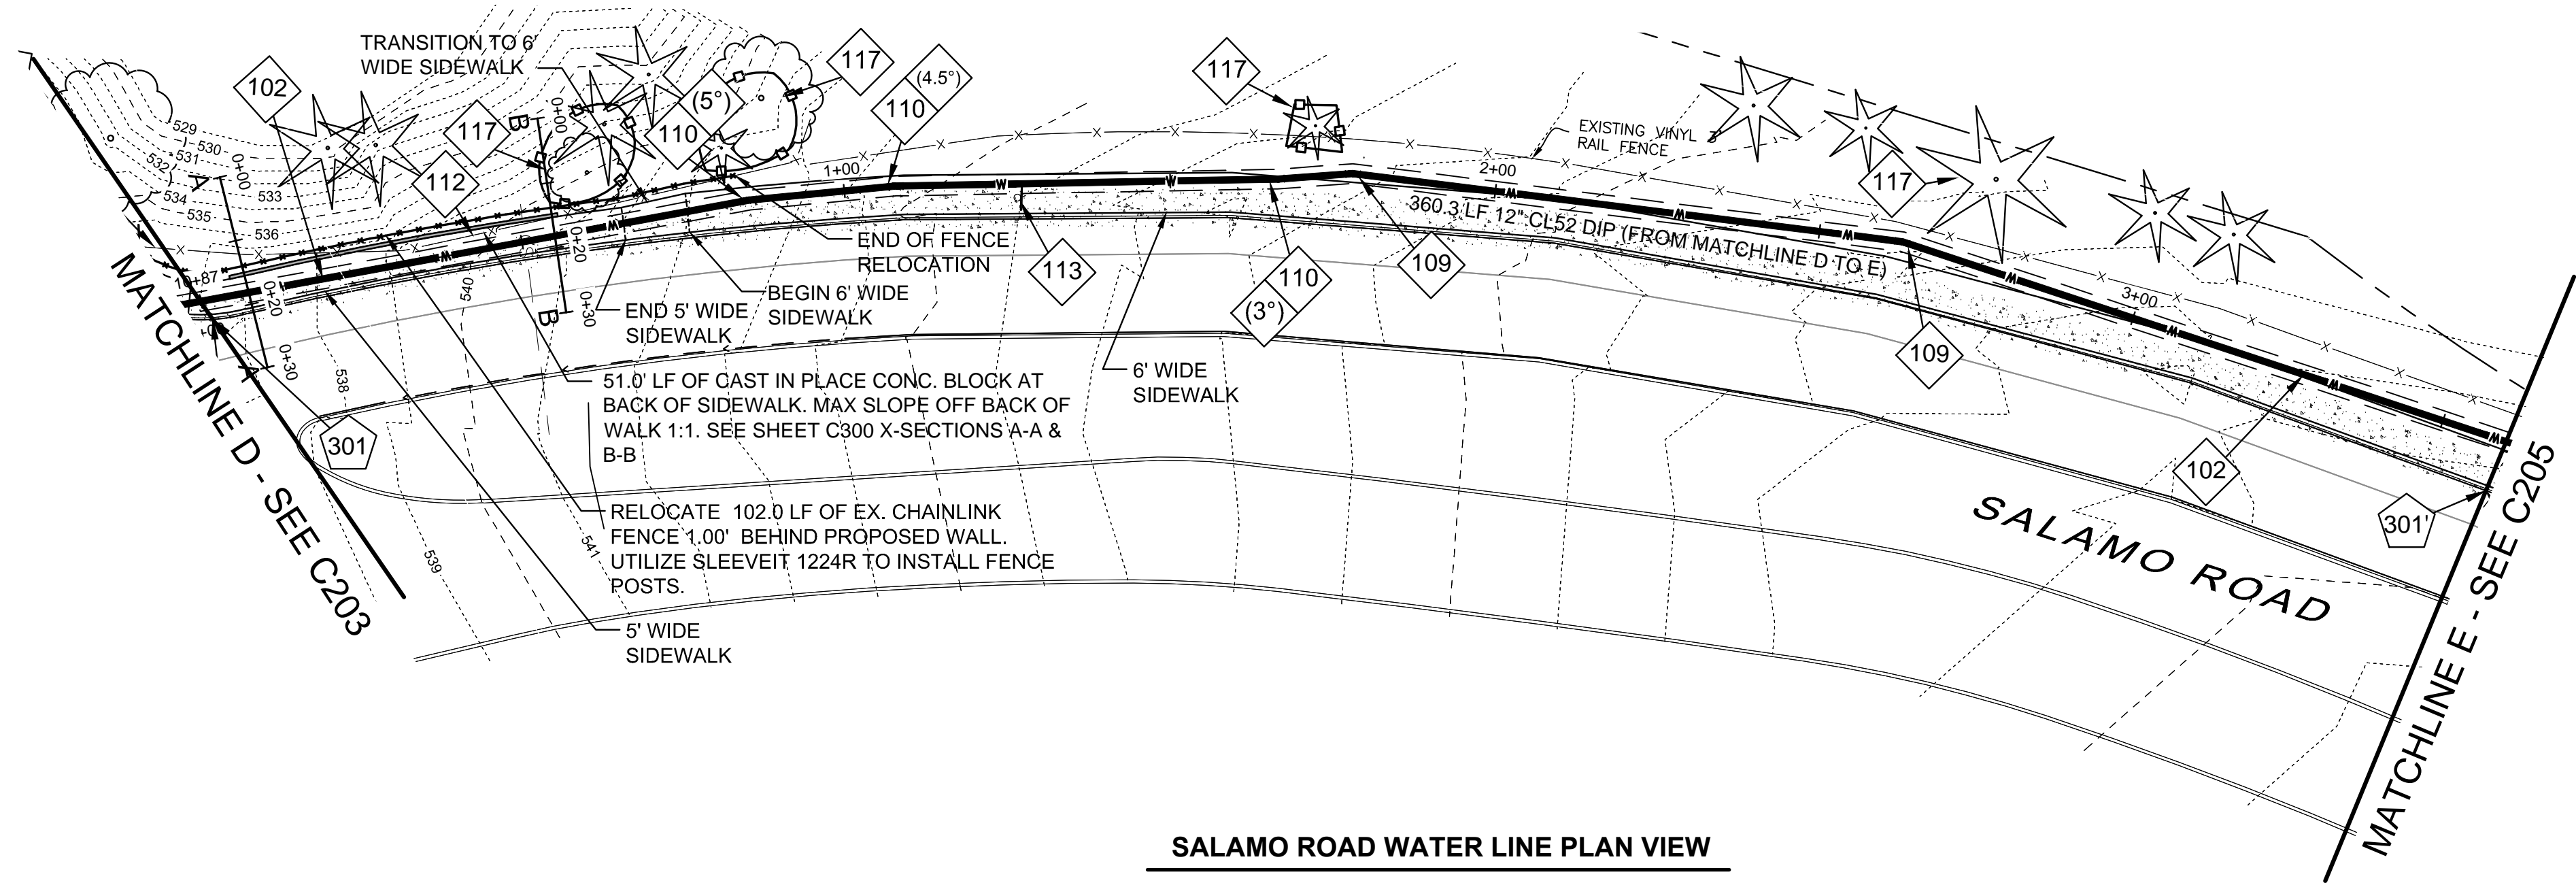 TRANSITION TO 6'
WIDE SIDEWALK
102
117
112
110
(5°)
117
(4.5°)
110
117
EXISTING VINYL
RAIL FENCE
3
117
529
530
531
532
533
534
535
536
0+00
A
A
B
B
0+00
0+20
0+30
0+20
0+30
10+87
1+00
2+00
3+00
W
W
W
W
W
W
W
W
W
W
W
360.3 LF 12" CL52 DIP (FROM MATCHLINE D TO E)
END OF FENCE
RELOCATION
BEGIN 6' WIDE
SIDEWALK
END 5' WIDE
SIDEWALK
113
110
(3°)
109
109
102
6' WIDE
SIDEWALK
51.0' LF OF CAST IN PLACE CONC. BLOCK AT
BACK OF SIDEWALK. MAX SLOPE OFF BACK OF
WALK 1:1. SEE SHEET C300 X-SECTIONS A-A &
B-B
RELOCATE 102.0 LF OF EX. CHAINLINK
FENCE 1.00' BEHIND PROPOSED WALL.
UTILIZE SLEEVEIT 1224R TO INSTALL FENCE
POSTS.
5' WIDE
SIDEWALK
538
539
540
541
301
301'
MATCHLINE D - SEE C203
MATCHLINE E - SEE C205
SALAMO ROAD
SALAMO ROAD WATER LINE PLAN VIEW